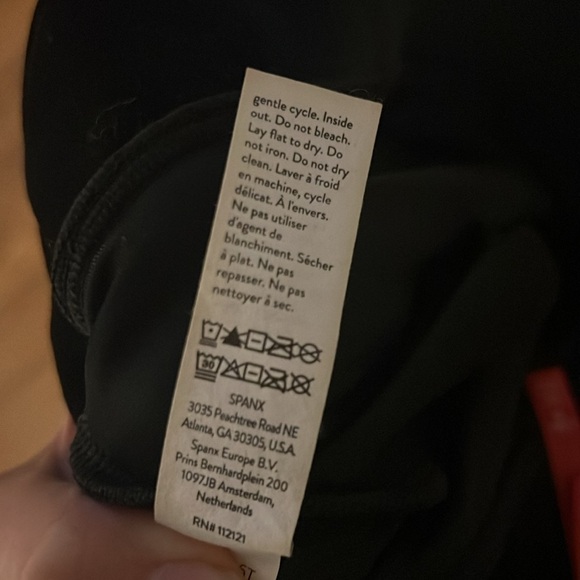 gentle cycle. Inside
out. Do not bleach.
Lay flat to dry. Do
not iron. Do not dry
clean. Laver à froid
en machine, cycle
délicat. À l'envers.
Ne pas utiliser
d'agent de
blanchiment. Sécher
à plat. Ne pas
repasser. Ne pas
nettoyer à sec.
30
SPANX
3035 Peachtree Road NE
Atlanta, GA 30305, U.S.A.
Spanx Europe B.V.
Prins Bernhardplein 200
1097JB Amsterdam,
Netherlands
RN# 112121
ST